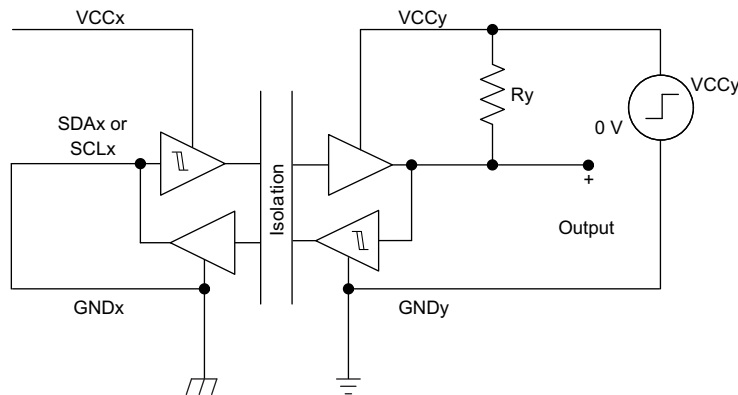 VCCx
VCCy
Ry
VCCy
0 V
SDAx or
SCLx
Isolation
+
Output
GNDx
GNDy